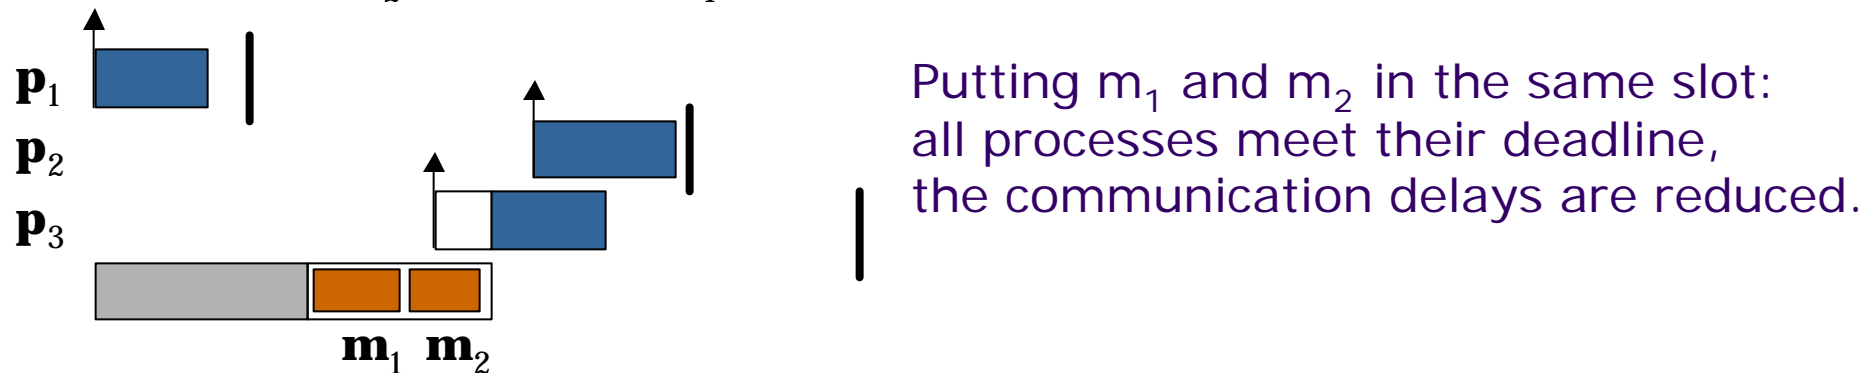 p₁
p₂
p₃
m₁ m₂
Putting m₁ and m₂ in the same slot:
all processes meet their deadline,
the communication delays are reduced.